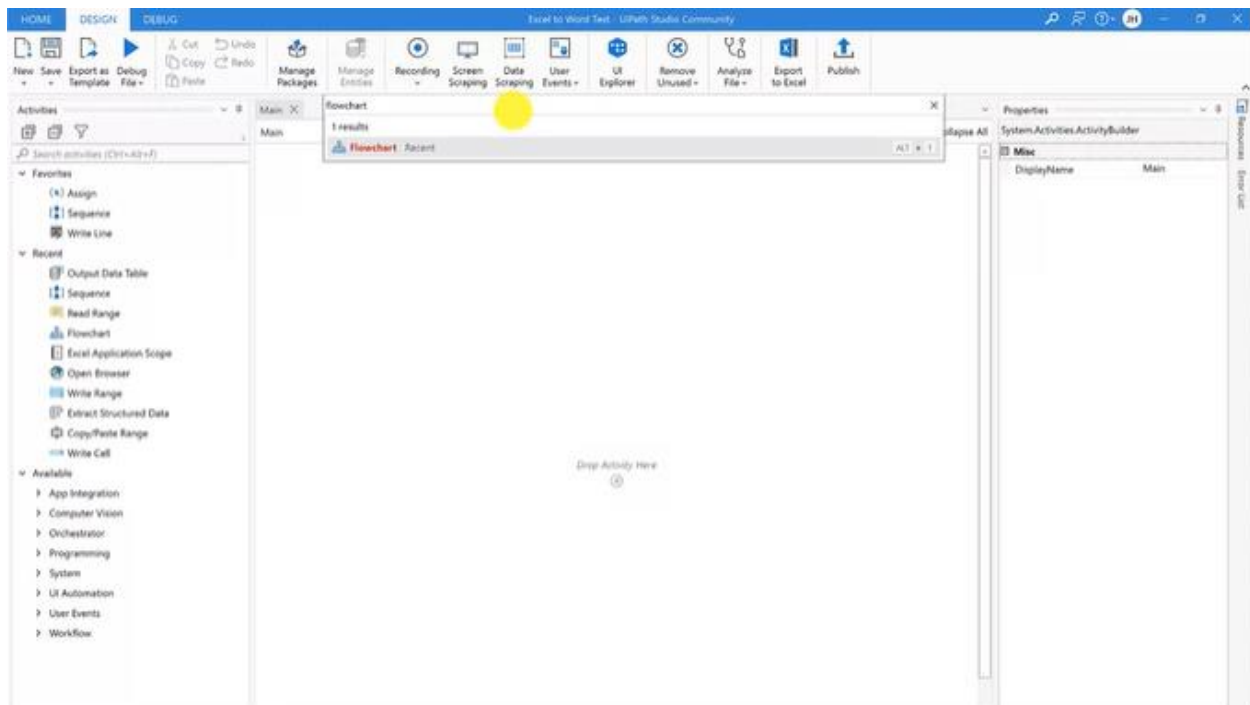 HOME DESIGN DEBUG Excel to Word Test - UiPath Studio Community JH
New Save Export as Template Debug File Cut Copy Paste Undo Redo Manage Packages Manage Entities Recording Screen Scraping Data Scraping User Events UI Explorer Remove Unused Analyze File Export to Excel Publish
Activities Main flowchart Properties
Main 1 results System.Activities.ActivityBuilder
Search activities (Ctrl+Alt+F) Flowchart Recent Misc
DisplayName Main
Favorites
Assign
Sequence
Write Line
Recent
Output Data Table
Sequence
Read Range
Flowchart
Excel Application Scope
Open Browser
Write Range
Extract Structured Data
Copy/Paste Range
Write Cell
Drop Activity Here
Available
App Integration
Computer Vision
Orchestrator
Programming
System
UI Automation
User Events
Workflow
Resources
Error List